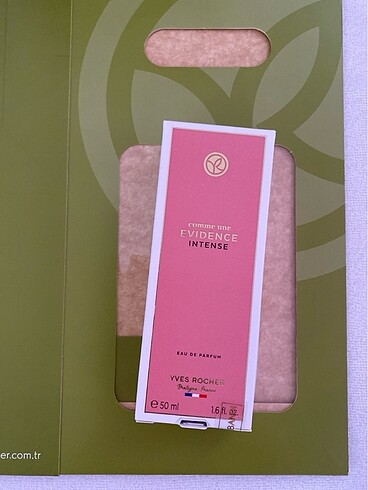 comme une
EVIDENCE
INTENSE
EAU DE PARFUM
YVES ROCHER
Bretagne France
℮ 50 ml 1.6 fl. oz.
BAND
er.com.tr